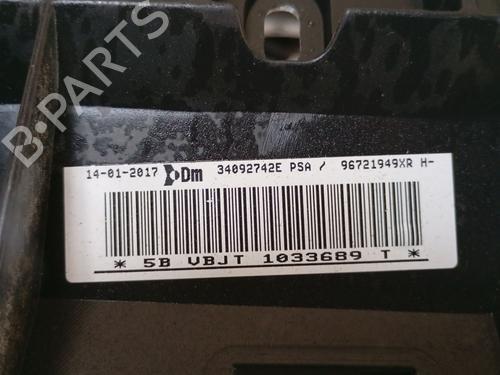 B-PARTS
14-01-2017 Dm 34092742E PSA / 96721949XR H-
* 5B VBJT 1033689 T *